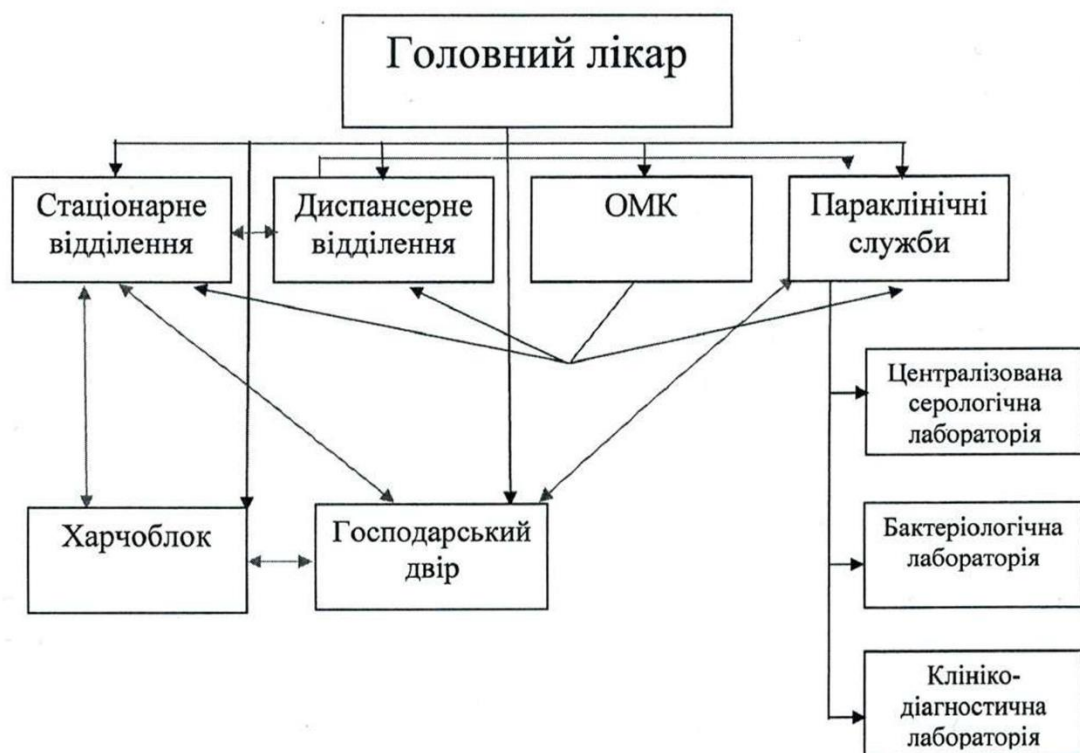 Головний лікар
Стаціонарне
відділення
Диспансерне
відділення
ОМК
Параклінічні
служби
Централізована
серологічна
лабораторія
Харчоблок
Господарський
двір
Бактеріологічна
лабораторія
Клініко-
діагностична
лабораторія